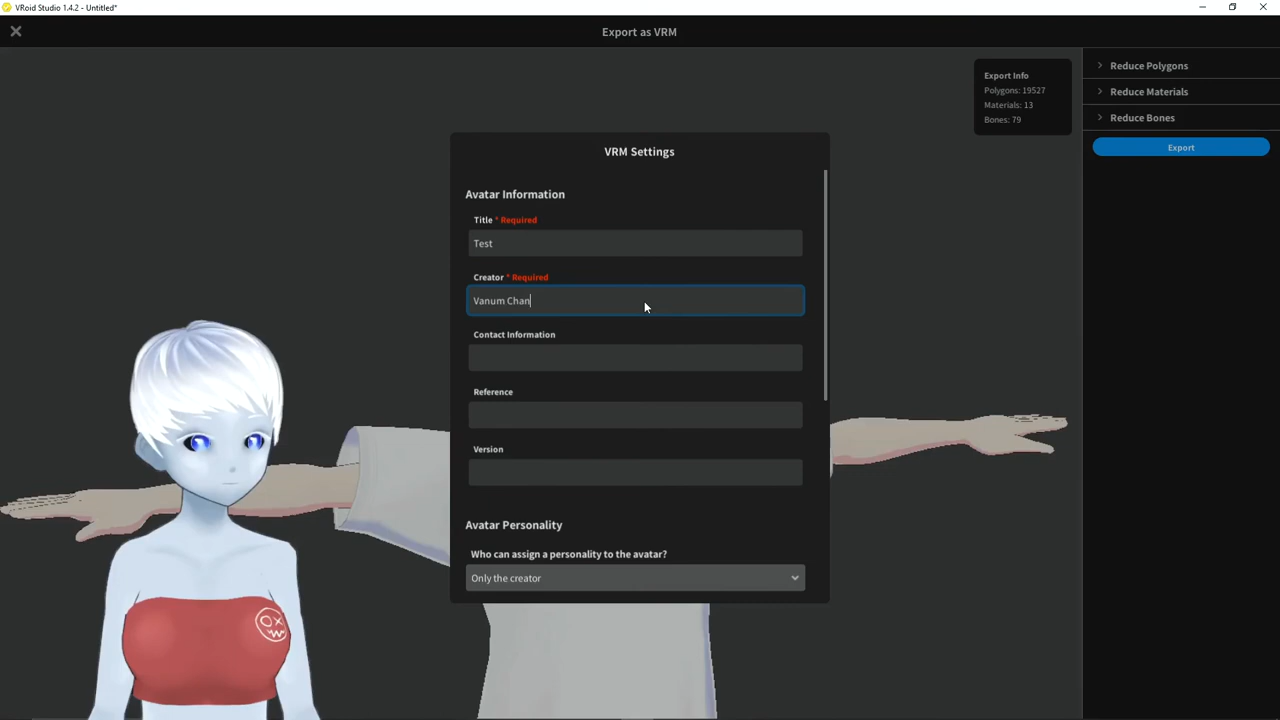 VRoid Studio 1.4.2 - Untitled*
Export as VRM
Export Info
Polygons: 19527
Materials: 13
Bones: 79
Reduce Polygons
Reduce Materials
Reduce Bones
Export
VRM Settings
Avatar Information
Title * Required
Test
Creator * Required
Vanum Chan
Contact Information
Reference
Version
Avatar Personality
Who can assign a personality to the avatar?
Only the creator